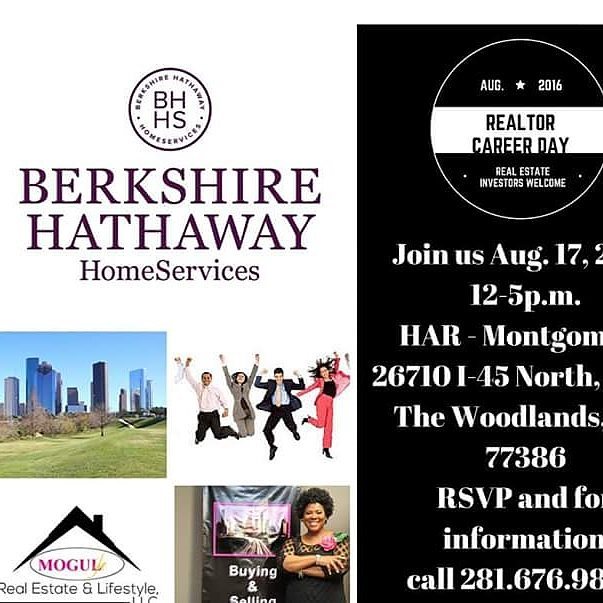 BERKSHIRE HATHAWAY
BH
HS
HOMESERVICES
BERKSHIRE
HATHAWAY
HomeServices
MOGUL
Real Estate & Lifestyle,
LLC
Buying
&
Selling
AUG. ★ 2016
REALTOR
CAREER DAY
REAL ESTATE
INVESTORS WELCOME
Join us Aug. 17, 2
12-5p.m.
HAR - Montgom
26710 I-45 North,
The Woodlands,
77386
RSVP and for
information
call 281.676.98